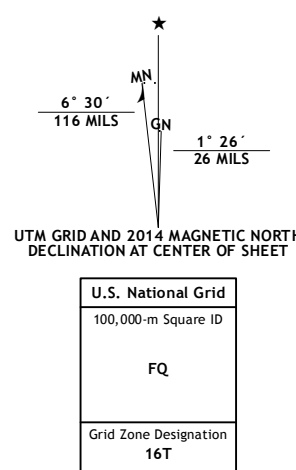 ★
MN
6° 30´
116 MILS
GN
1° 26´
26 MILS
UTM GRID AND 2014 MAGNETIC NORTH
DECLINATION AT CENTER OF SHEET
U.S. National Grid
100,000-m Square ID
FQ
Grid Zone Designation
16T